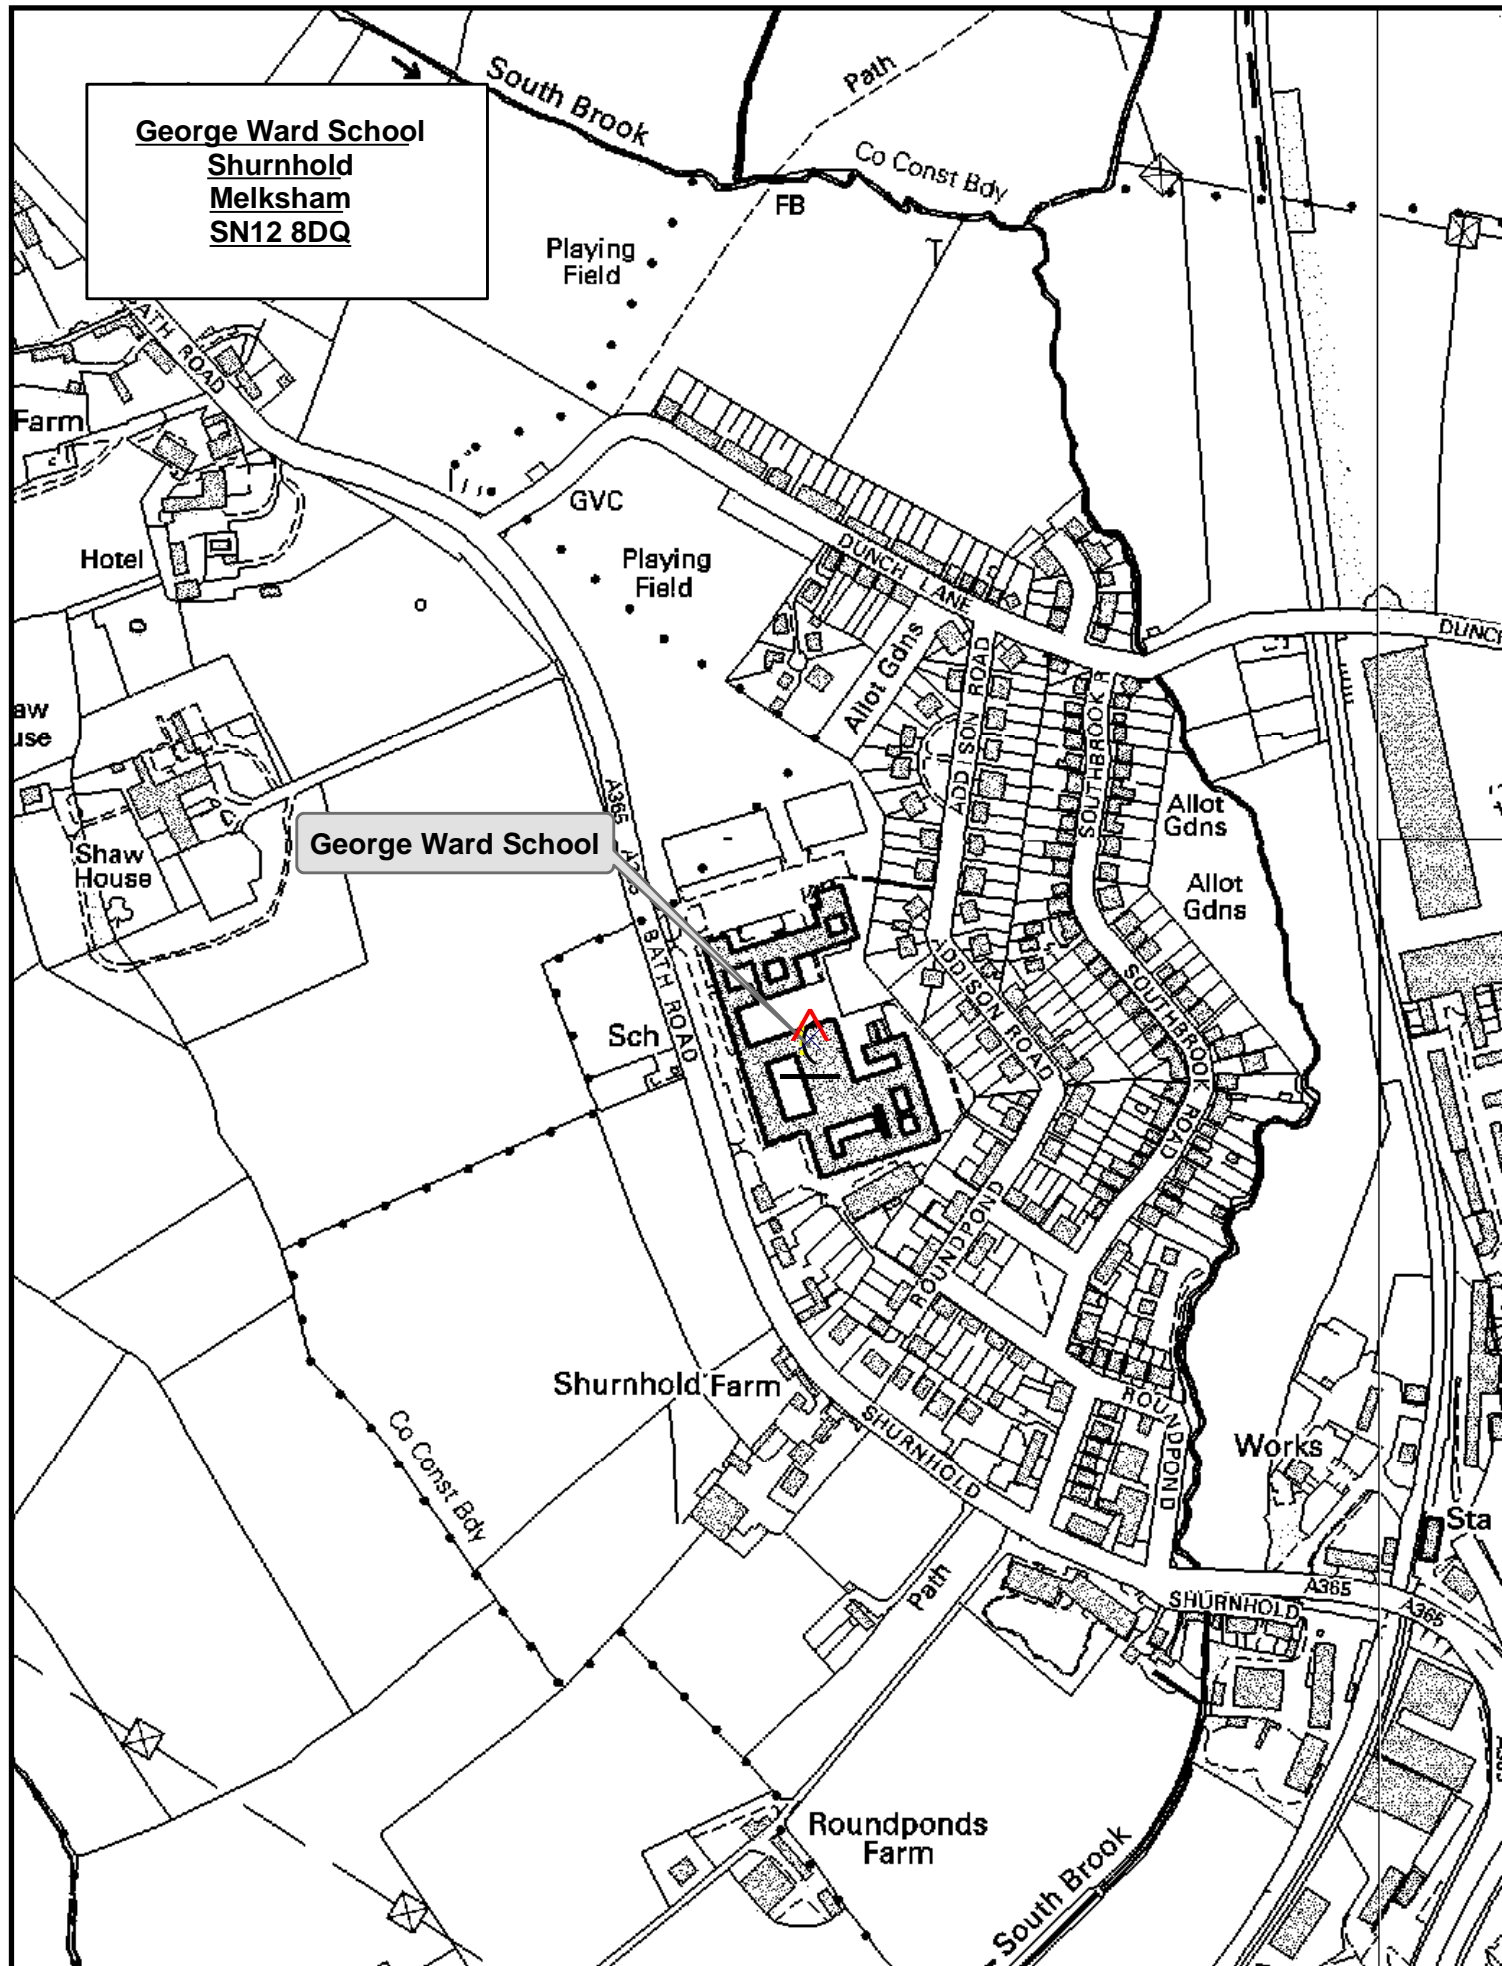 George Ward School
Shurnhold
Melksham
SN12 8DQ
South Brook
Path
Co Const Bdy
FB
Playing
Field
ATH ROAD
Farm
GVC
Hotel
Playing
Field
DUNCH LANE
DUNCH
Allot Gdns
ADDISON ROAD
SOUTHBROOK R
aw
use
A365
Allot
Gdns
George Ward School
Shaw
House
Allot
Gdns
BATH ROAD
ADDISON ROAD
SOUTHBROOK ROAD
Sch
ROUNDPOND
Shurnhold Farm
SHURNHOLD
ROUNDPOND
Co Const Bdy
Works
Sta
Path
A365
SHURNHOLD
A365
Roundponds
Farm
South Brook